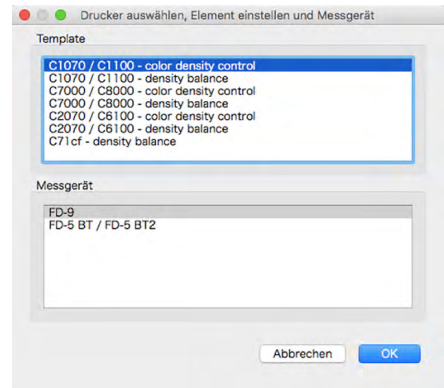 Drucker auswählen, Element einstellen und Messgerät
Template
C1070 / C1100 - color density control
C1070 / C1100 - density balance
C7000 / C8000 - color density control
C7000 / C8000 - density balance
C2070 / C6100 - color density control
C2070 / C6100 - density balance
C71cf - density balance
Messgerät
FD-9
FD-5 BT / FD-5 BT2
Abbrechen
OK